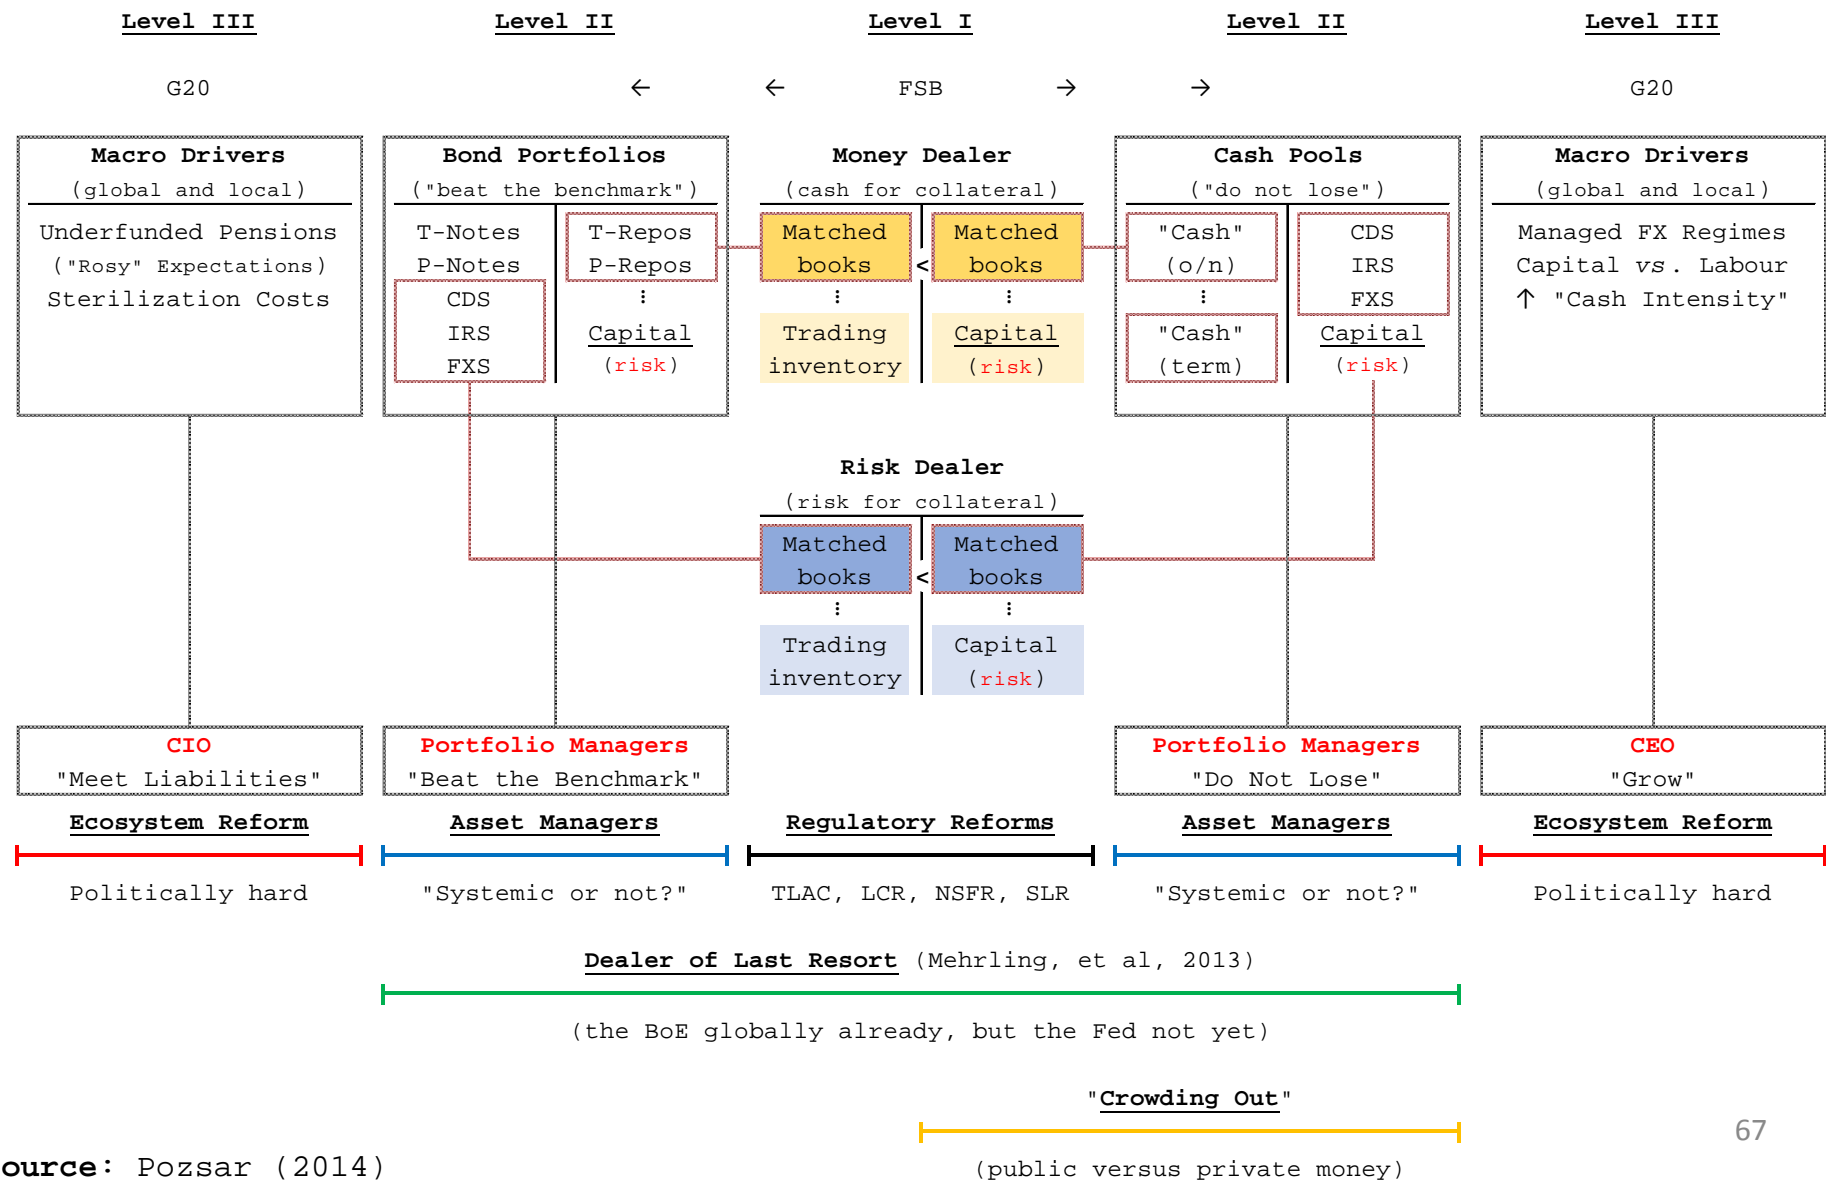 Level III
Level II
Level I
Level II
Level III
G20
←
←
FSB
→
→
G20
Macro Drivers
(global and local)
Underfunded Pensions
("Rosy" Expectations)
Sterilization Costs
Bond Portfolios
("beat the benchmark")
T-Notes
P-Notes
CDS
IRS
FXS
T-Repos
P-Repos
⋮
Capital
(risk)
Money Dealer
(cash for collateral)
Matched
books
⋮
Trading
inventory
<
Matched
books
⋮
Capital
(risk)
Cash Pools
("do not lose")
"Cash"
(o/n)
⋮
"Cash"
(term)
CDS
IRS
FXS
Capital
(risk)
Macro Drivers
(global and local)
Managed FX Regimes
Capital vs. Labour
↑ "Cash Intensity"
Risk Dealer
(risk for collateral)
Matched
books
⋮
Trading
inventory
<
Matched
books
⋮
Capital
(risk)
CIO
"Meet Liabilities"
Portfolio Managers
"Beat the Benchmark"
Portfolio Managers
"Do Not Lose"
CEO
"Grow"
Ecosystem Reform
Asset Managers
Regulatory Reforms
Asset Managers
Ecosystem Reform
Politically hard
"Systemic or not?"
TLAC, LCR, NSFR, SLR
"Systemic or not?"
Politically hard
Dealer of Last Resort (Mehrling, et al, 2013)
(the BoE globally already, but the Fed not yet)
"Crowding Out"
(public versus private money)
67
ource: Pozsar (2014)